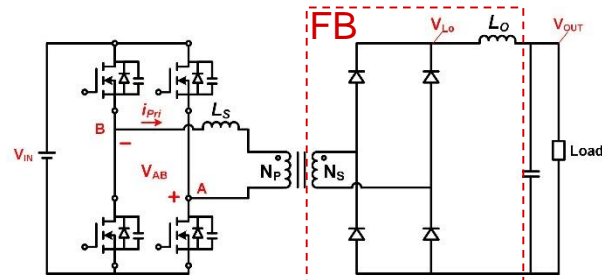 FB
V_Lo
L_O
V_OUT
i_Pri
L_S
B
−
V_IN
V_AB
N_P
N_S
Load
+
A